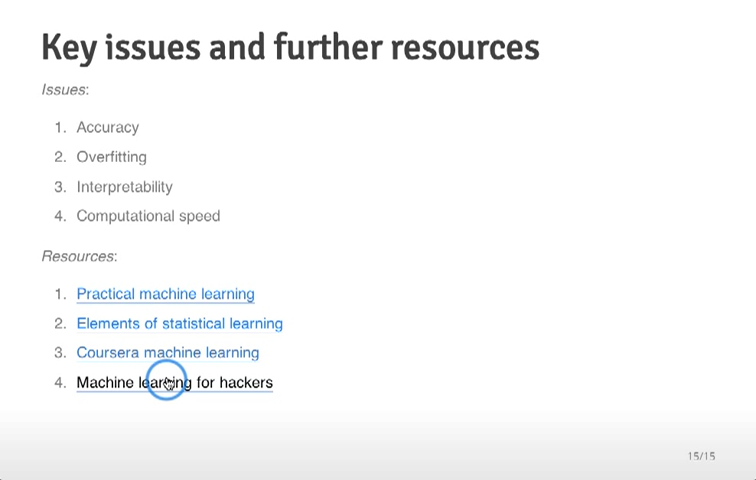 Key issues and further resources
Issues:
1. Accuracy
2. Overfitting
3. Interpretability
4. Computational speed
Resources:
1. Practical machine learning
2. Elements of statistical learning
3. Coursera machine learning
4. Machine learning for hackers
15/15